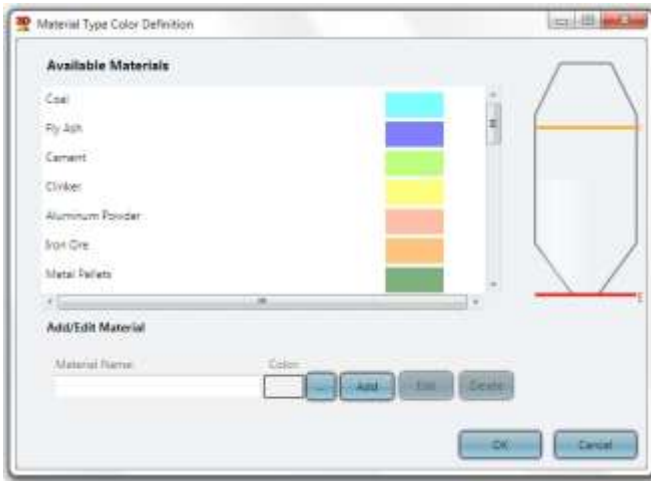 Material Type Color Definition
Available Materials
Coal
Fly Ash
Cement
Clinker
Aluminum Powder
Iron Ore
Metal Pellets
Add/Edit Material
Material Name: Color:
... Add Edit Delete
OK Cancel